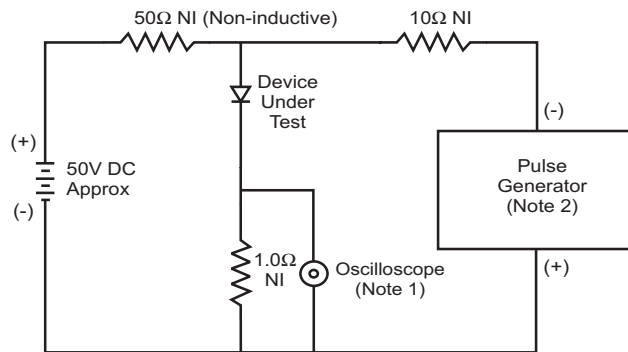 50Ω NI (Non-inductive)
10Ω NI
Device
Under
Test
(+)
50V DC
Approx
(-)
(-)
Pulse
Generator
(Note 2)
(+)
1.0Ω
NI
Oscilloscope
(Note 1)